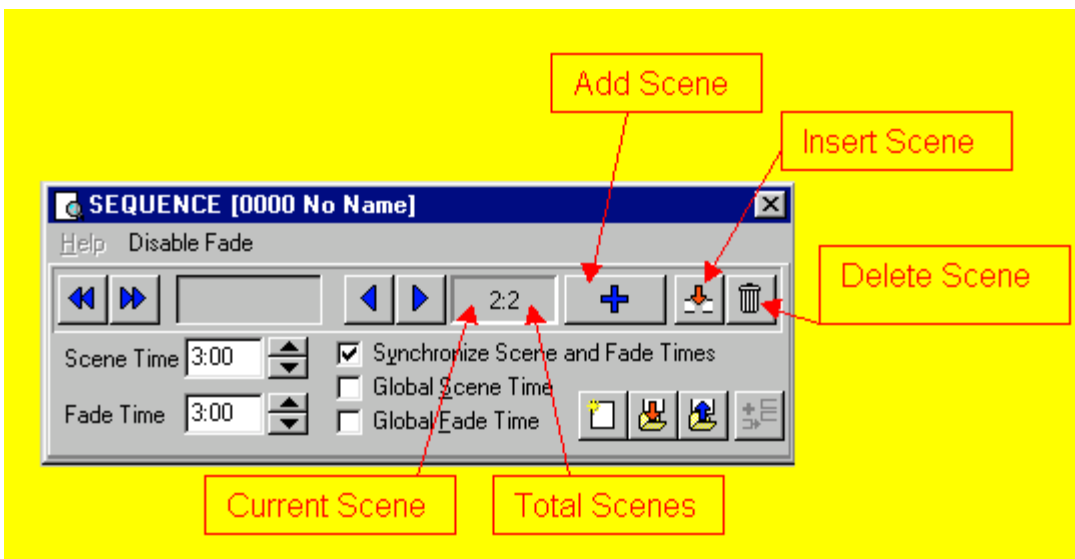 Add Scene
Insert Scene
SEQUENCE [0000 No Name]
Help Disable Fade
Delete Scene
2:2
Scene Time 3:00
Synchronize Scene and Fade Times
Global Scene Time
Fade Time 3:00
Global Fade Time
Current Scene
Total Scenes